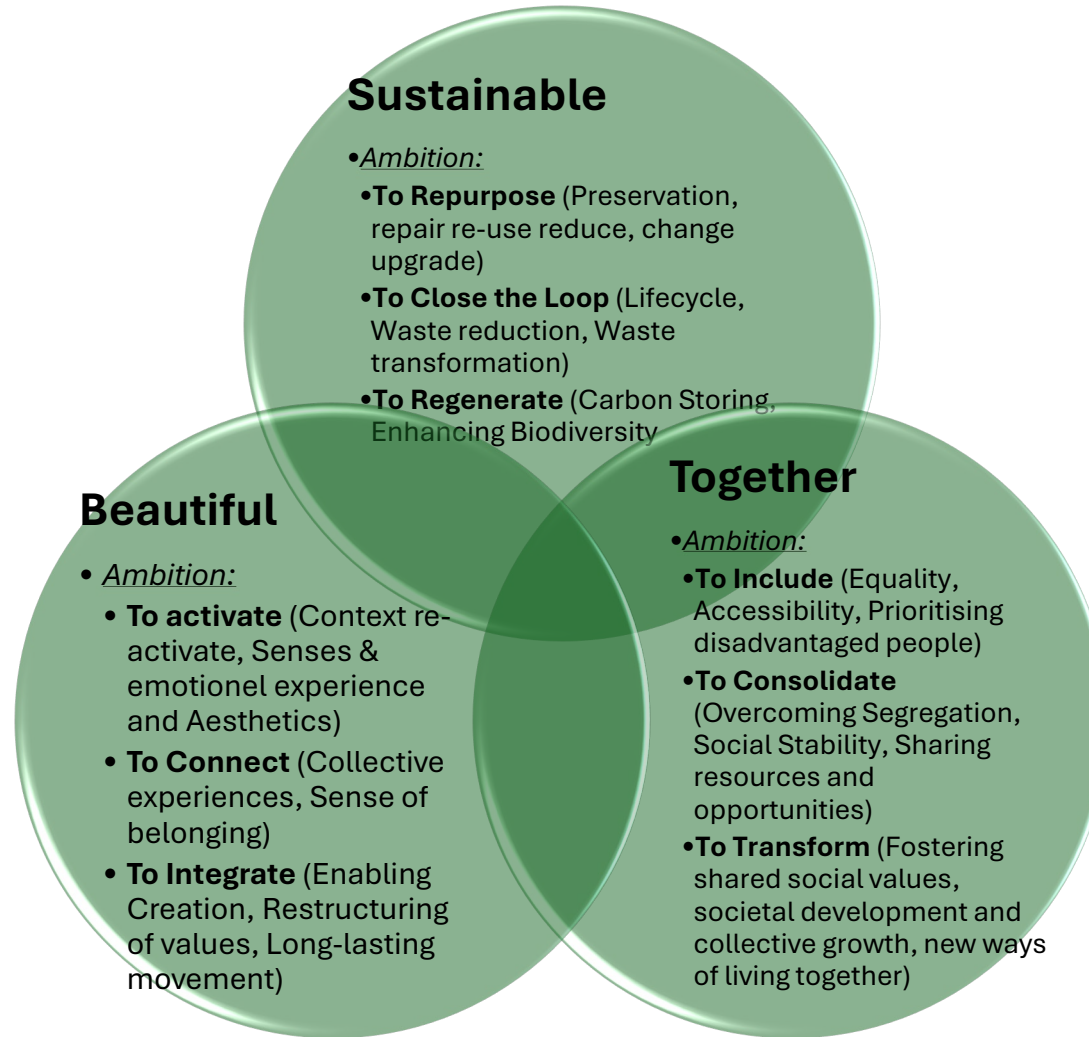 Sustainable
•Ambition:
•To Repurpose (Preservation,
repair re-use reduce, change
upgrade)
•To Close the Loop (Lifecycle,
Waste reduction, Waste
transformation)
•To Regenerate (Carbon Storing,
Enhancing Biodiversity
Beautiful
• Ambition:
• To activate (Context re-
activate, Senses &
emotionel experience
and Aesthetics)
• To Connect (Collective
experiences, Sense of
belonging)
• To Integrate (Enabling
Creation, Restructuring
of values, Long-lasting
movement)
Together
•Ambition:
•To Include (Equality,
Accessibility, Prioritising
disadvantaged people)
•To Consolidate
(Overcoming Segregation,
Social Stability, Sharing
resources and
opportunities)
•To Transform (Fostering
shared social values,
societal development and
collective growth, new ways
of living together)